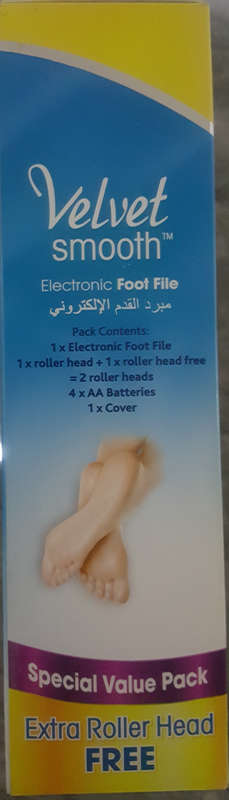 Velvet
smooth™
Electronic Foot File
مبرد القدم الإلكتروني
Pack Contents:
1 x Electronic Foot File
1 x roller head + 1 x roller head free
= 2 roller heads
4 x AA Batteries
1 x Cover
Special Value Pack
Extra Roller Head
FREE